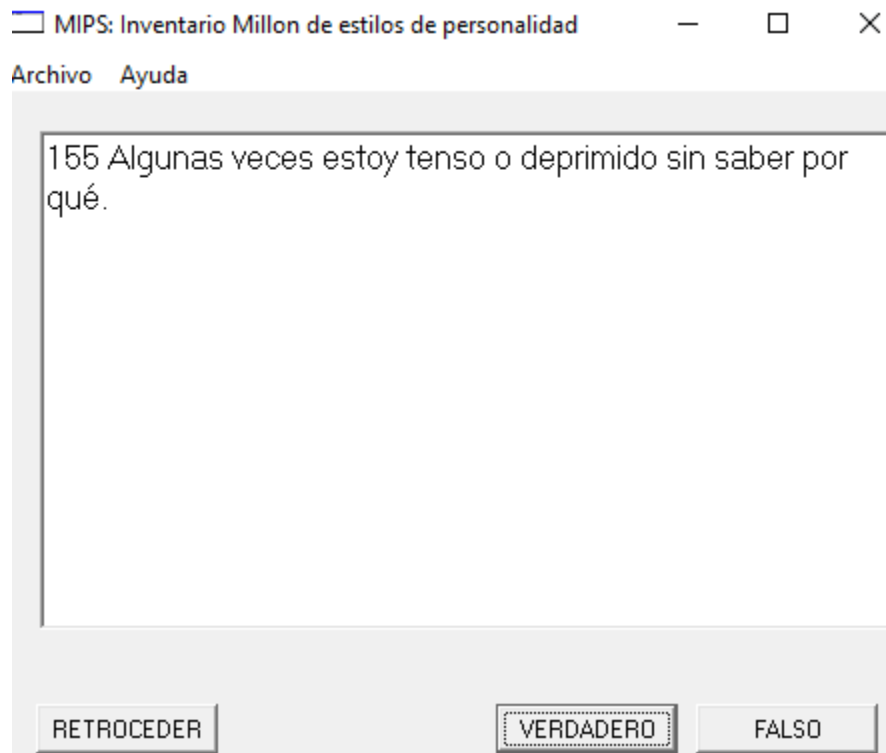 MIPS: Inventario Millon de estilos de personalidad
Archivo Ayuda
155 Algunas veces estoy tenso o deprimido sin saber por
qué.
RETROCEDER VERDADERO FALSO